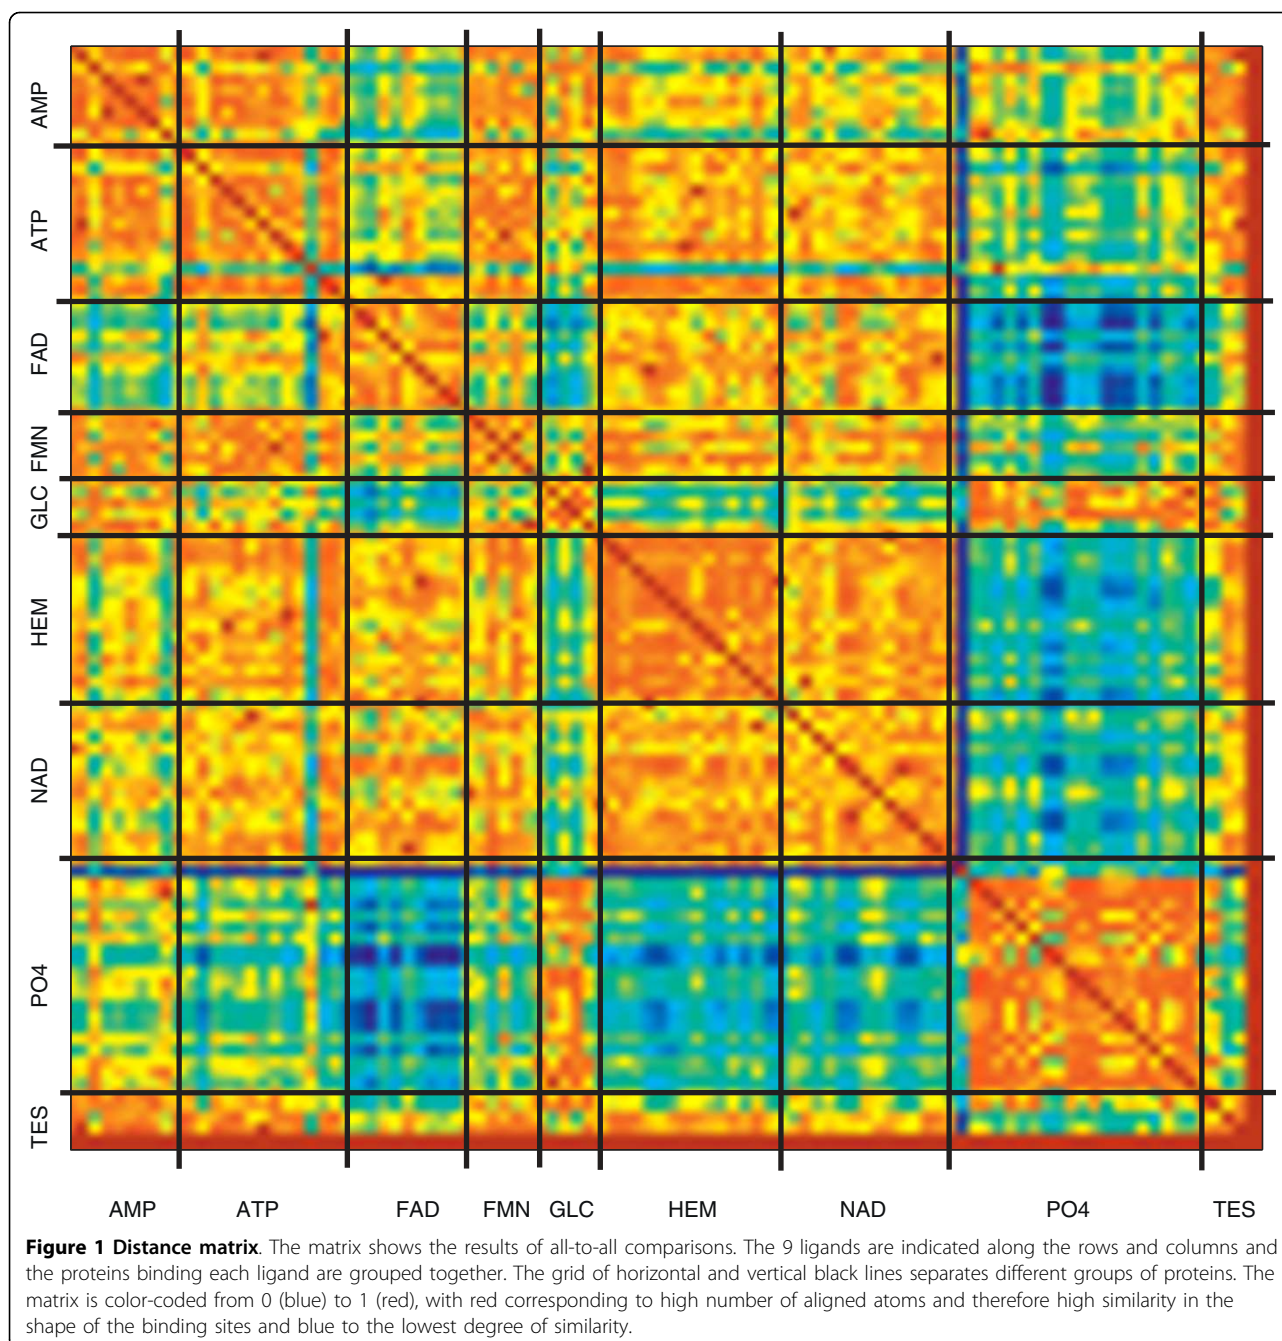 AMP
ATP
FAD
FMN
GLC
HEM
NAD
PO4
TES
AMP ATP FAD FMN GLC HEM NAD PO4 TES
Figure 1 Distance matrix. The matrix shows the results of all-to-all comparisons. The 9 ligands are indicated along the rows and columns and
the proteins binding each ligand are grouped together. The grid of horizontal and vertical black lines separates different groups of proteins. The
matrix is color-coded from 0 (blue) to 1 (red), with red corresponding to high number of aligned atoms and therefore high similarity in the
shape of the binding sites and blue to the lowest degree of similarity.